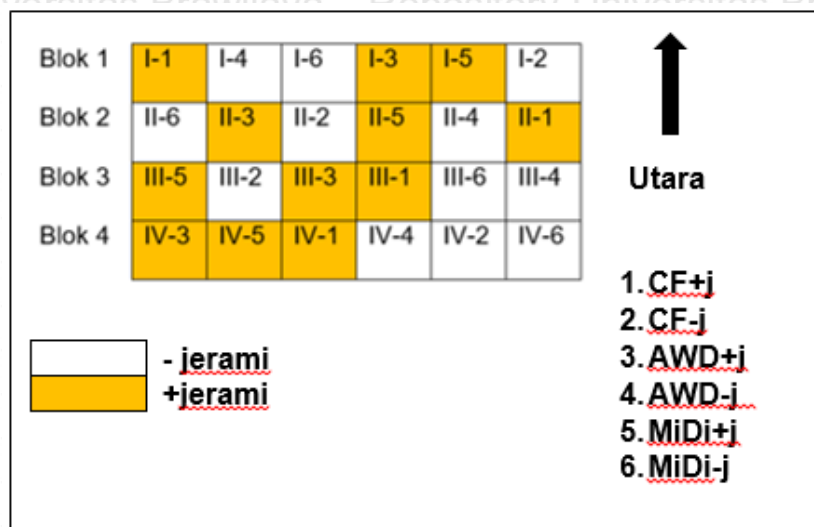 Blok 1 I-1 I-4 I-6 I-3 I-5 I-2
Blok 2 II-6 II-3 II-2 II-5 II-4 II-1
Blok 3 III-5 III-2 III-3 III-1 III-6 III-4
Blok 4 IV-3 IV-5 IV-1 IV-4 IV-2 IV-6
Utara
- jerami
+jerami
1.CF+j
2.CF-j
3.AWD+j
4.AWD-j
5.MiDi+j
6.MiDi-j